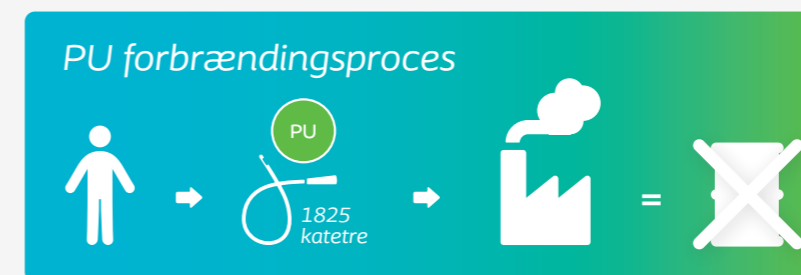 PU forbrændingsproces
PU
1825
katetre
=